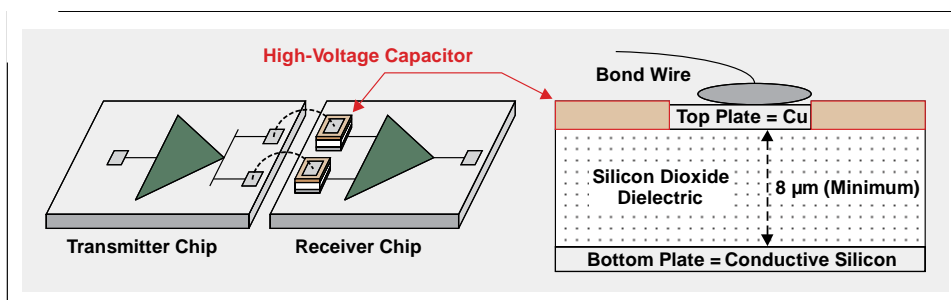 High-Voltage Capacitor
Bond Wire
Top Plate = Cu
Silicon Dioxide
Dielectric
8 µm (Minimum)
Bottom Plate = Conductive Silicon
Transmitter Chip
Receiver Chip